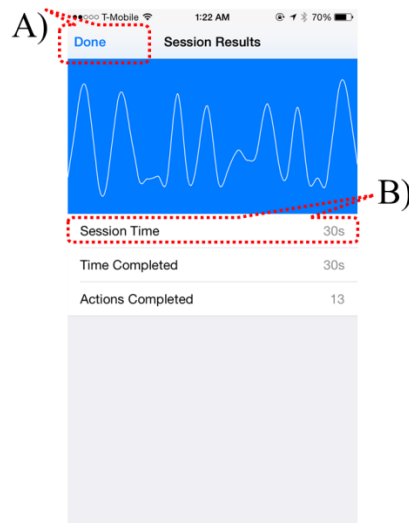 A)
T-Mobile 1:22 AM 70%
Done Session Results
B)
Session Time 30s
Time Completed 30s
Actions Completed 13